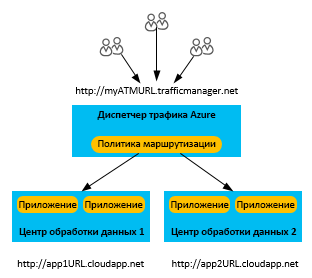 http://myATMURL.trafficmanager.net
Диспетчер трафика Azure
Политика маршрутизации
Приложение Приложение
Центр обработки данных 1
Приложение Приложение
Центр обработки данных 2
http://app1URL.cloudapp.net
http://app2URL.cloudapp.net